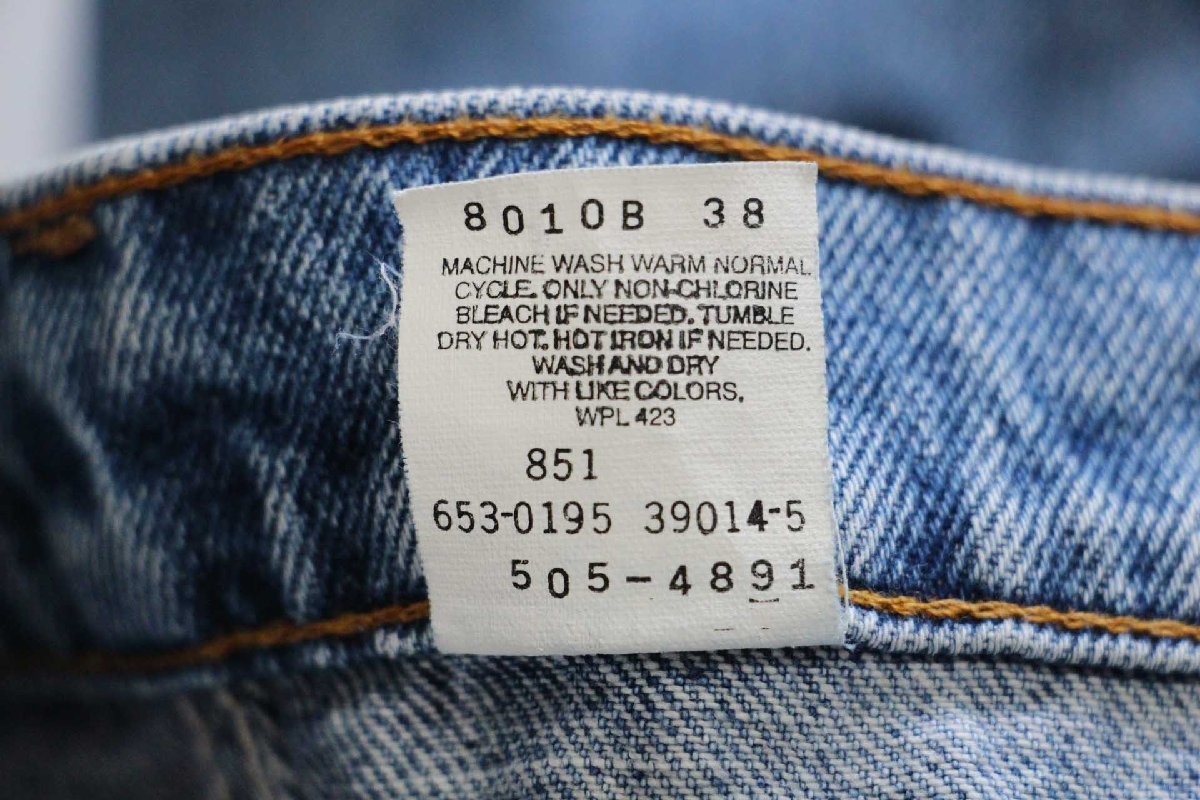 8010B 38
MACHINE WASH WARM NORMAL
CYCLE. ONLY NON-CHLORINE
BLEACH IF NEEDED. TUMBLE
DRY HOT. HOT IRON IF NEEDED.
WASH AND DRY
WITH LIKE COLORS.
WPL 423
851
653-0195 39014-5
505-4891